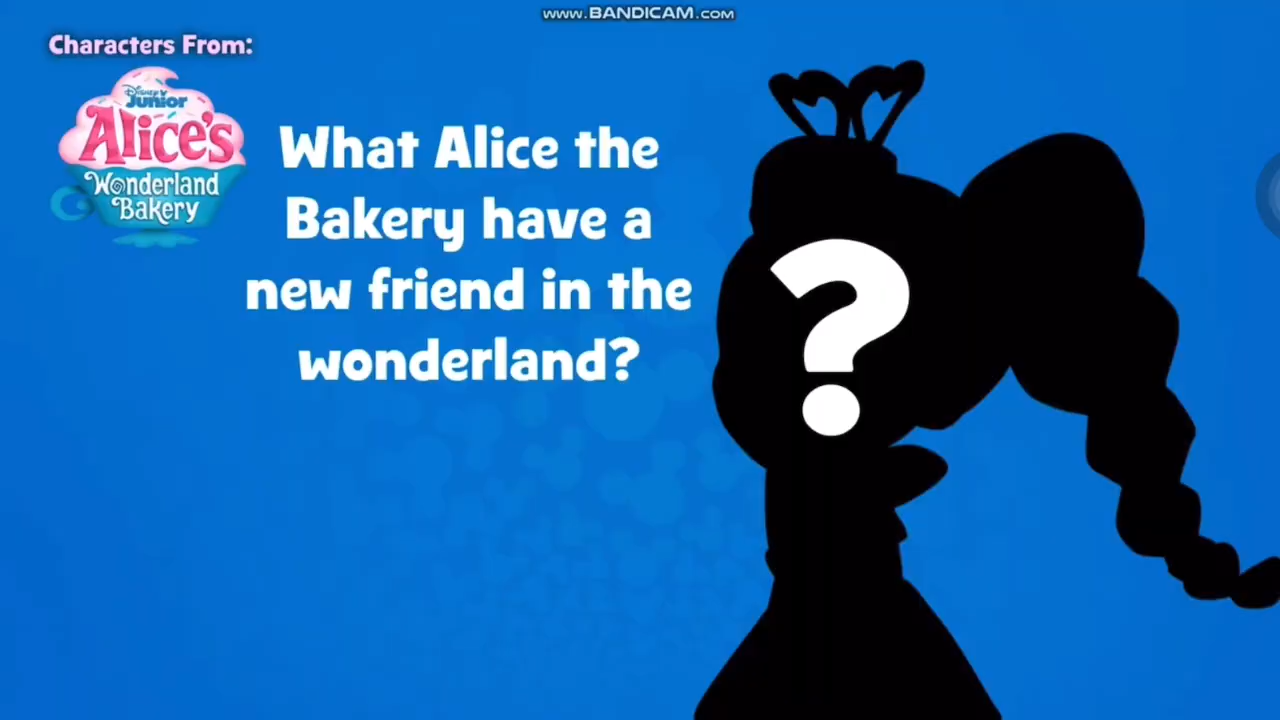 www.BANDICAM.com
Characters From:
Disney
Junior
Alice's
Wonderland
Bakery
What Alice the
Bakery have a
new friend in the
wonderland?
?